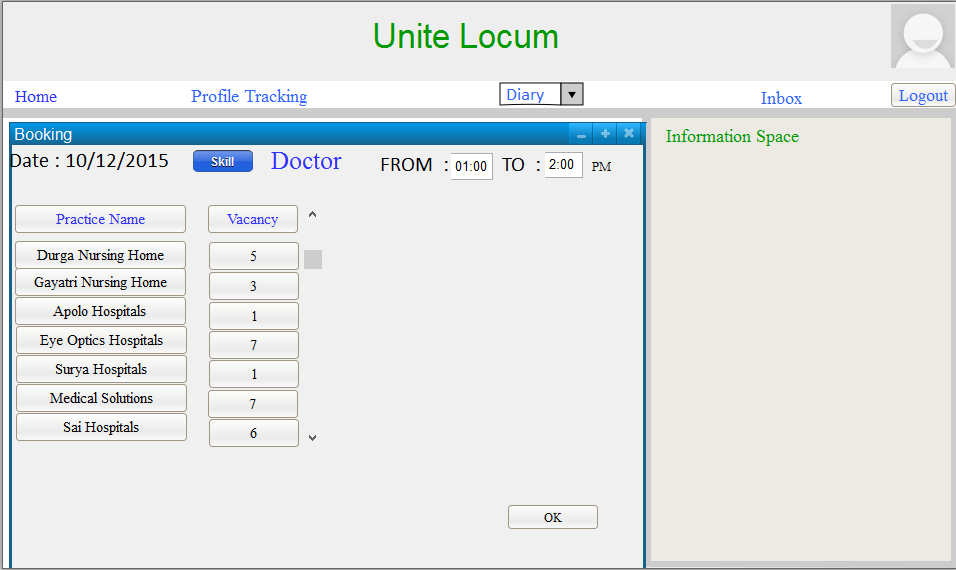 Unite Locum
Home Profile Tracking Diary Inbox Logout
Booking
Information Space
Date : 10/12/2015 Skill Doctor FROM : 01:00 TO : 2:00 PM
Practice Name Vacancy
Durga Nursing Home 5
Gayatri Nursing Home 3
Apolo Hospitals 1
Eye Optics Hospitals 7
Surya Hospitals 1
Medical Solutions 7
Sai Hospitals 6
OK